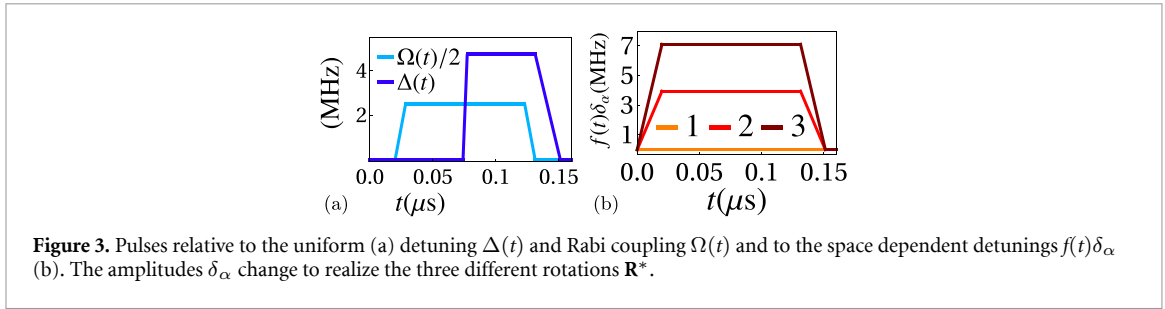 Ω(t)/2
Δ(t)
4
2
(MHz)
0.0 0.05 0.1 0.15
(a) t(μs)
7
5
3
1
f(t)δα(MHz)
1 2 3
0.0 0.05 0.1 0.15
(b) t(μs)
Figure 3. Pulses relative to the uniform (a) detuning Δ(t) and Rabi coupling Ω(t) and to the space dependent detunings f(t)δα
(b). The amplitudes δα change to realize the three different rotations R*.